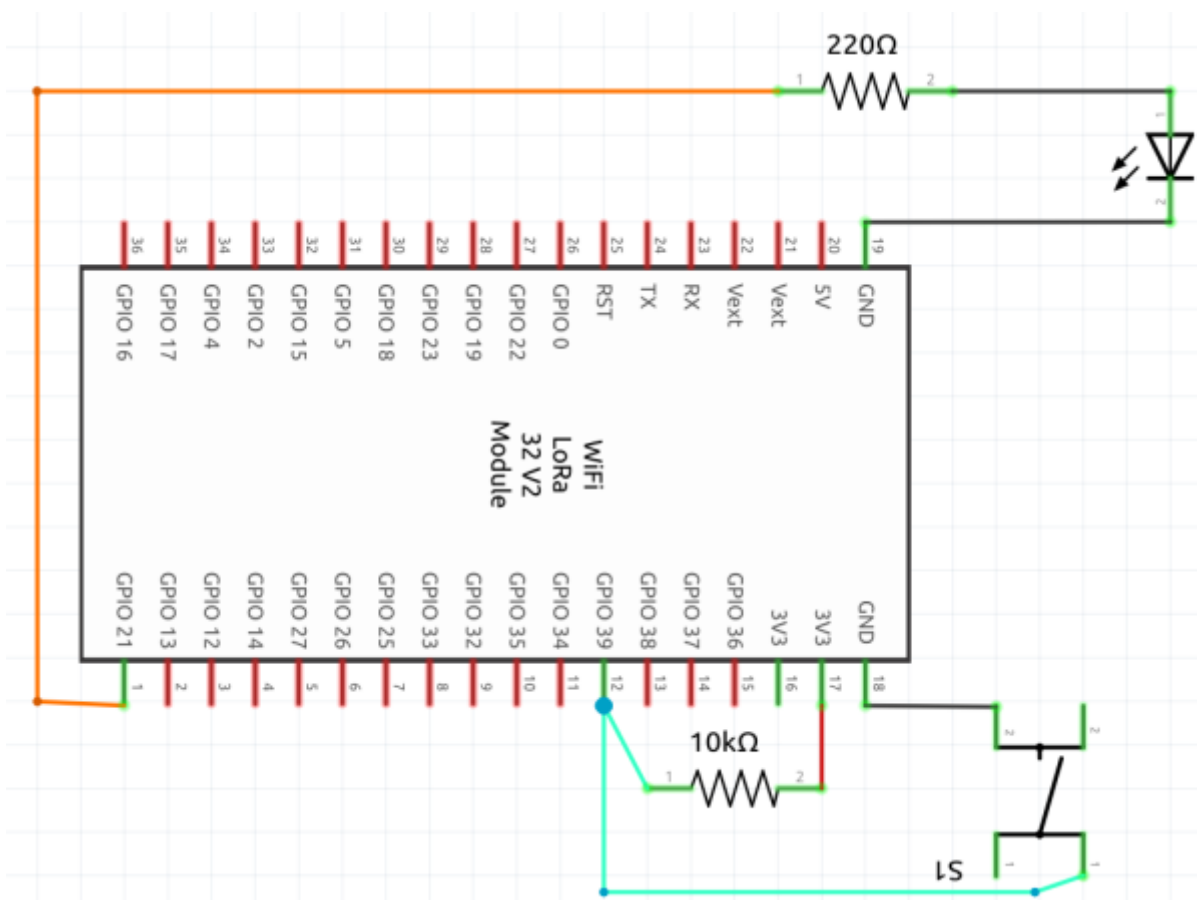 220Ω
1
2
1
2
36
35
34
33
32
31
30
29
28
27
26
25
24
23
22
21
20
19
GPIO 16
GPIO 17
GPIO 4
GPIO 2
GPIO 15
GPIO 5
GPIO 18
GPIO 23
GPIO 19
GPIO 22
GPIO 0
RST
TX
RX
Vext
Vext
5V
GND
WiFi
LoRa
32 V2
Module
GPIO 21
GPIO 13
GPIO 12
GPIO 14
GPIO 27
GPIO 26
GPIO 25
GPIO 33
GPIO 32
GPIO 35
GPIO 34
GPIO 39
GPIO 38
GPIO 37
GPIO 36
3V3
3V3
GND
1
2
3
4
5
6
7
8
9
10
11
12
13
14
15
16
17
18
10kΩ
1
2
2
2
S1
1
1